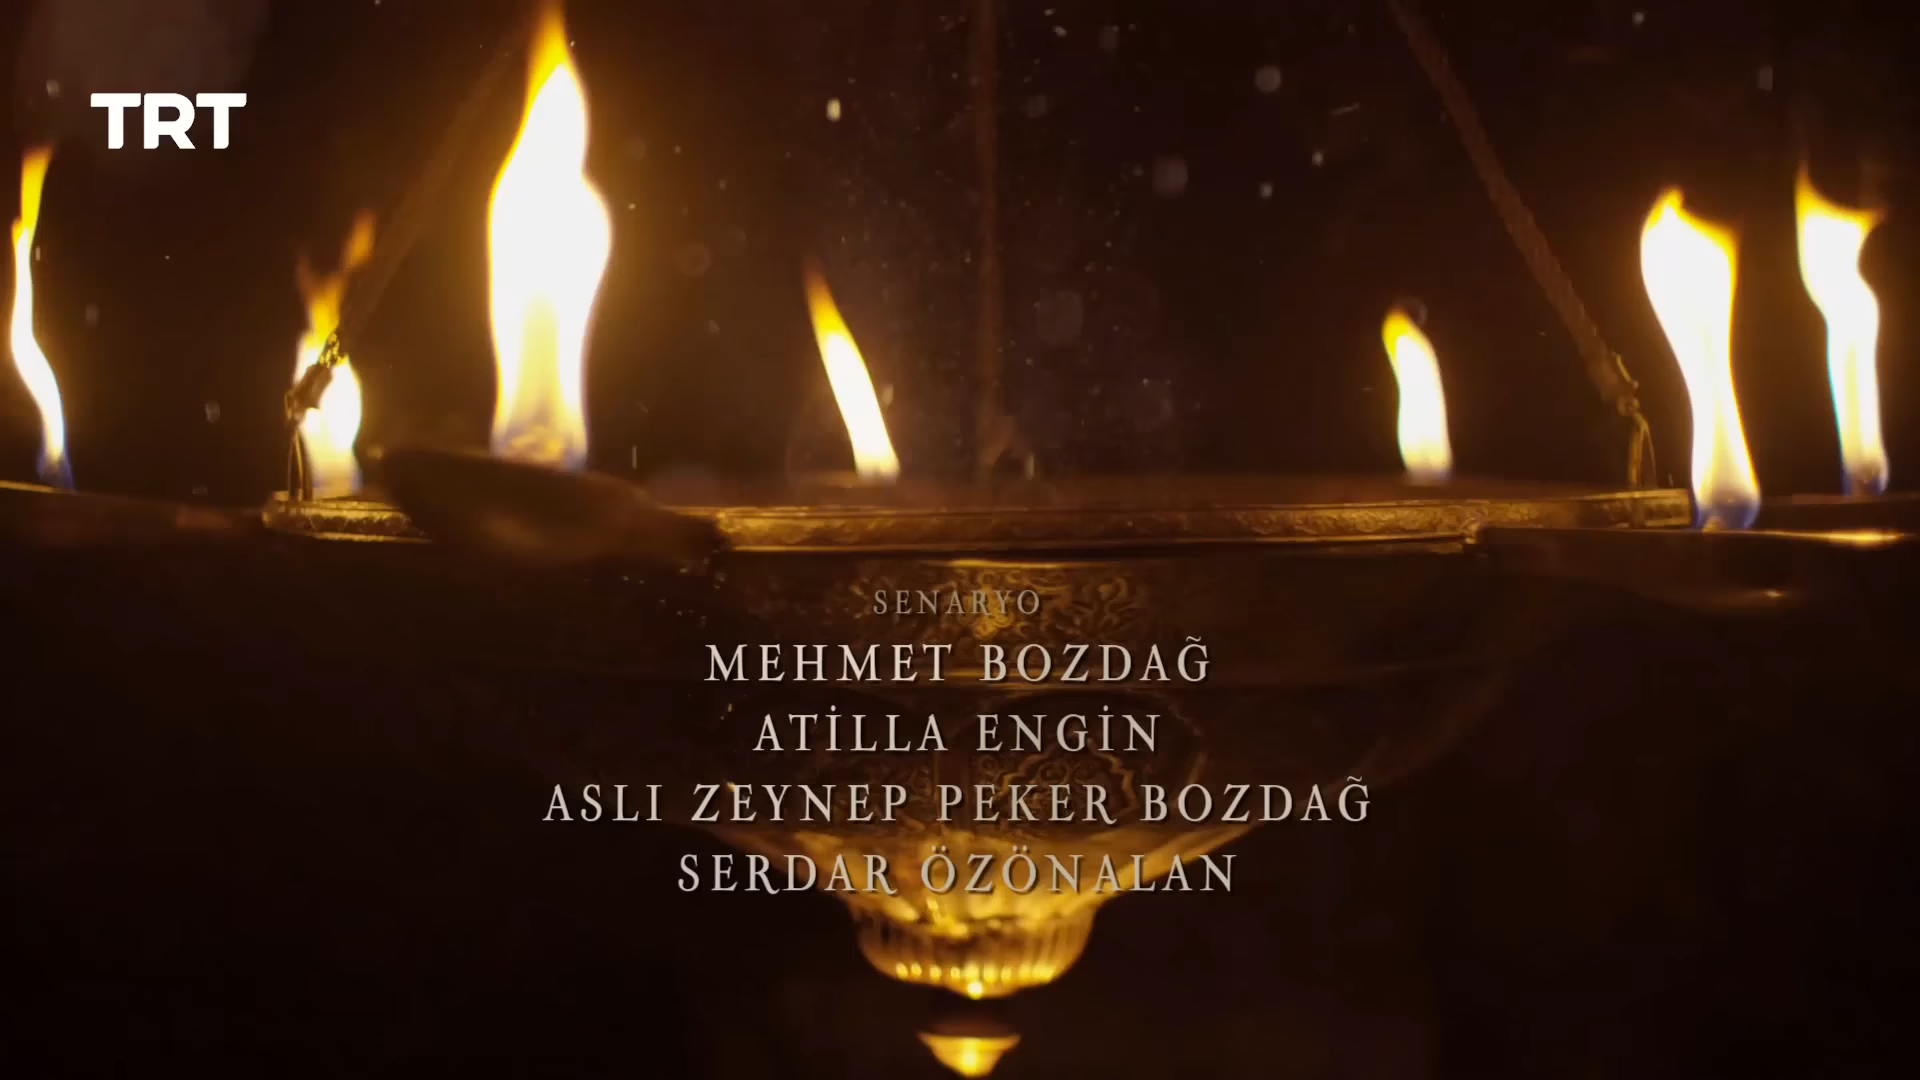 TRT
SENARYO
MEHMET BOZDAĞ
ATİLLA ENGİN
ASLI ZEYNEP PEKER BOZDAĞ
SERDAR ÖZÖNALAN